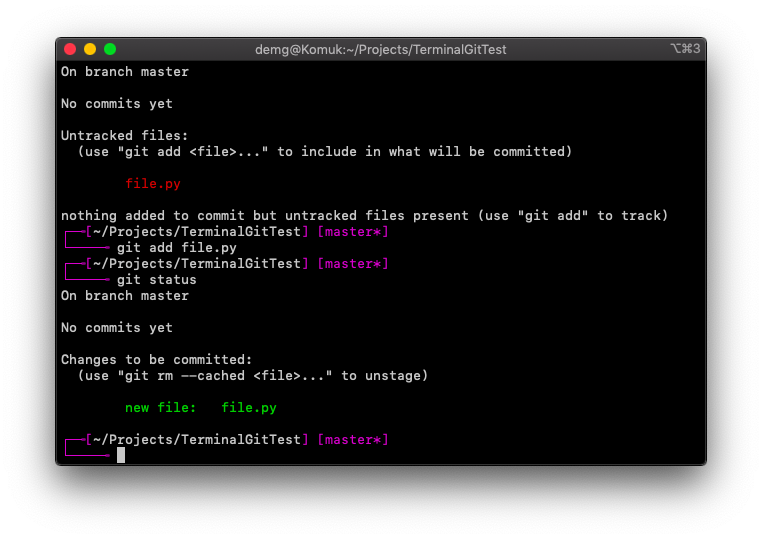 demg@Komuk:~/Projects/TerminalGitTest ⌥⌘3
On branch master

No commits yet

Untracked files:
  (use "git add <file>..." to include in what will be committed)

        file.py

nothing added to commit but untracked files present (use "git add" to track)
┌─╼[~/Projects/TerminalGitTest] [master*]
└────╼ git add file.py
┌─╼[~/Projects/TerminalGitTest] [master*]
└────╼ git status
On branch master

No commits yet

Changes to be committed:
  (use "git rm --cached <file>..." to unstage)

        new file:   file.py

┌─╼[~/Projects/TerminalGitTest] [master*]
└────╼